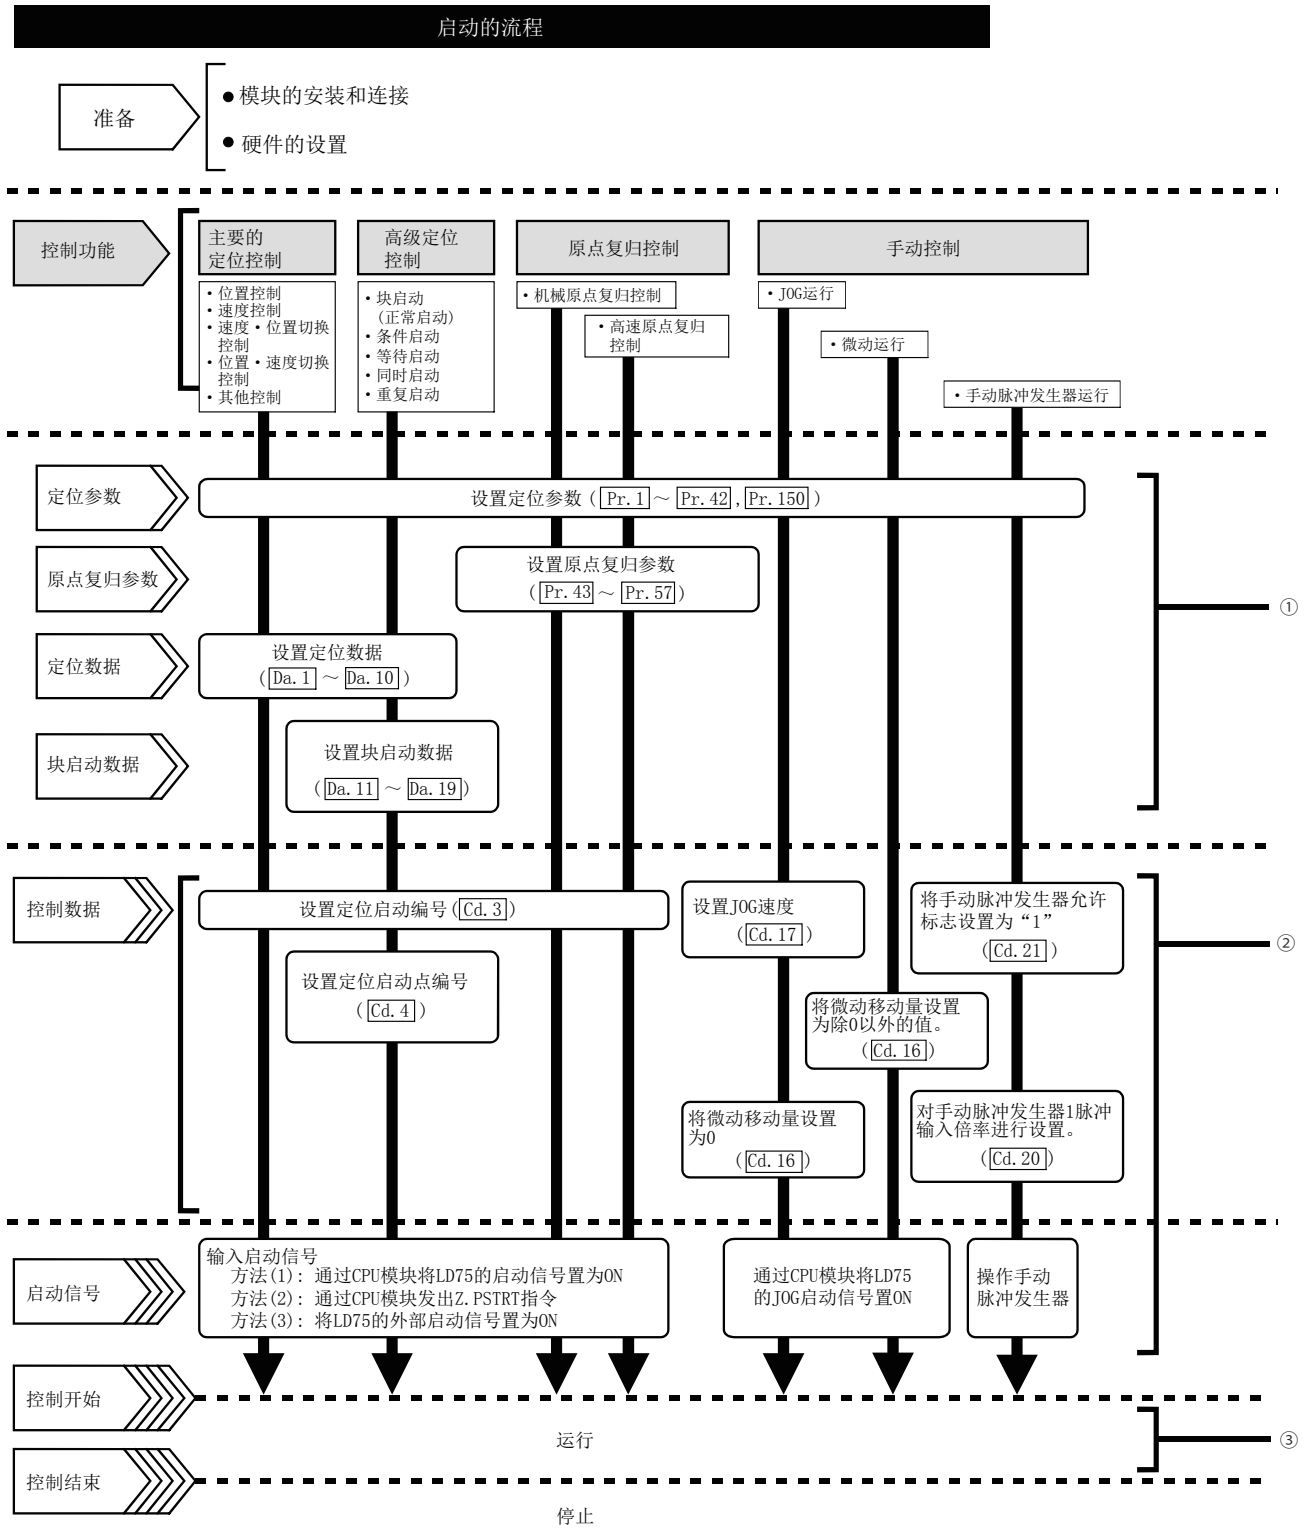 启动的流程
准备
●模块的安装和连接
●硬件的设置
控制功能
主要的
定位控制
・位置控制
・速度控制
・速度・位置切换
控制
・位置・速度切换
控制
・其他控制
高级定位
控制
・块启动
(正常启动)
・条件启动
・等待启动
・同时启动
・重复启动
原点复归控制
・机械原点复归控制
・高速原点复归
控制
手动控制
・JOG运行
・微动运行
・手动脉冲发生器运行
定位参数
设置定位参数(Pr.1～Pr.42,Pr.150)
原点复归参数
设置原点复归参数
(Pr.43～Pr.57)
①
定位数据
设置定位数据
(Da.1～Da.10)
块启动数据
设置块启动数据
(Da.11～Da.19)
控制数据
设置定位启动编号(Cd.3)
设置定位启动点编号
(Cd.4)
设置JOG速度
(Cd.17)
将手动脉冲发生器允许
标志设置为“1”
(Cd.21)
②
将微动移动量设置
为除0以外的值。
(Cd.16)
将微动移动量设置
为0
(Cd.16)
对手动脉冲发生器1脉冲
输入倍率进行设置。
(Cd.20)
启动信号
输入启动信号
方法(1): 通过CPU模块将LD75的启动信号置为ON
方法(2): 通过CPU模块发出Z.PSTRT指令
方法(3): 将LD75的外部启动信号置为ON
通过CPU模块将LD75
的JOG启动信号置ON
操作手动
脉冲发生器
控制开始
运行
③
控制结束
停止